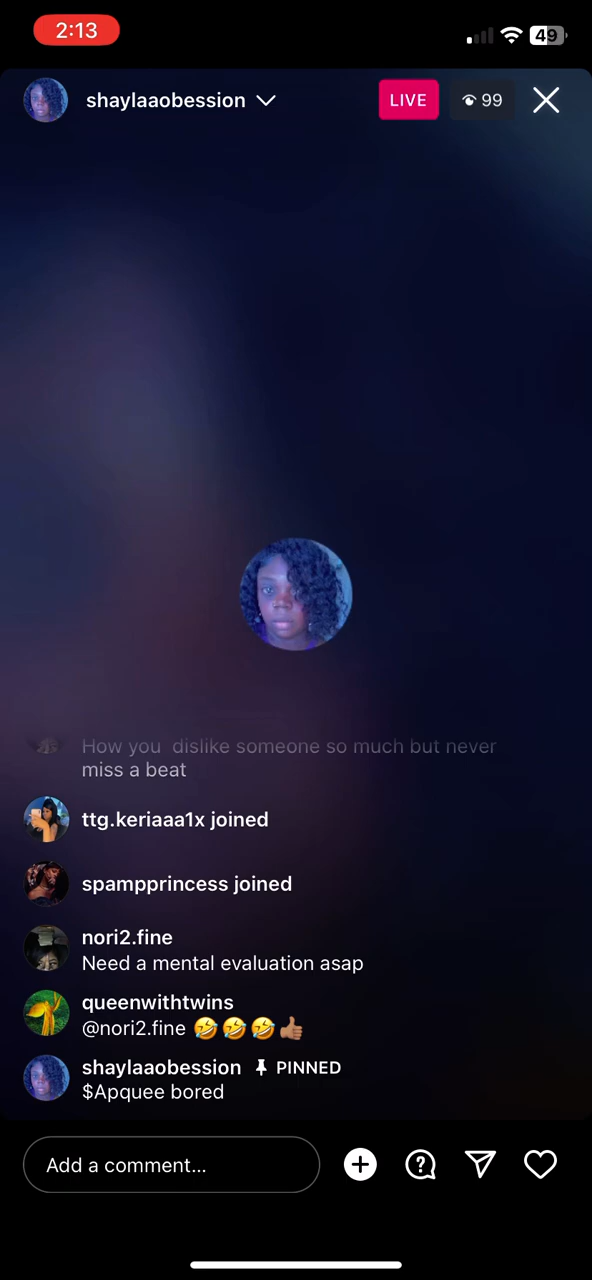 2:13
49
shaylaaobession
LIVE
99
How you dislike someone so much but never
miss a beat
ttg.keriaaa1x joined
spampprincess joined
nori2.fine
Need a mental evaluation asap
queenwithtwins
@nori2.fine 🤣🤣🤣👍🏽
shaylaaobession PINNED
$Apquee bored
Add a comment...